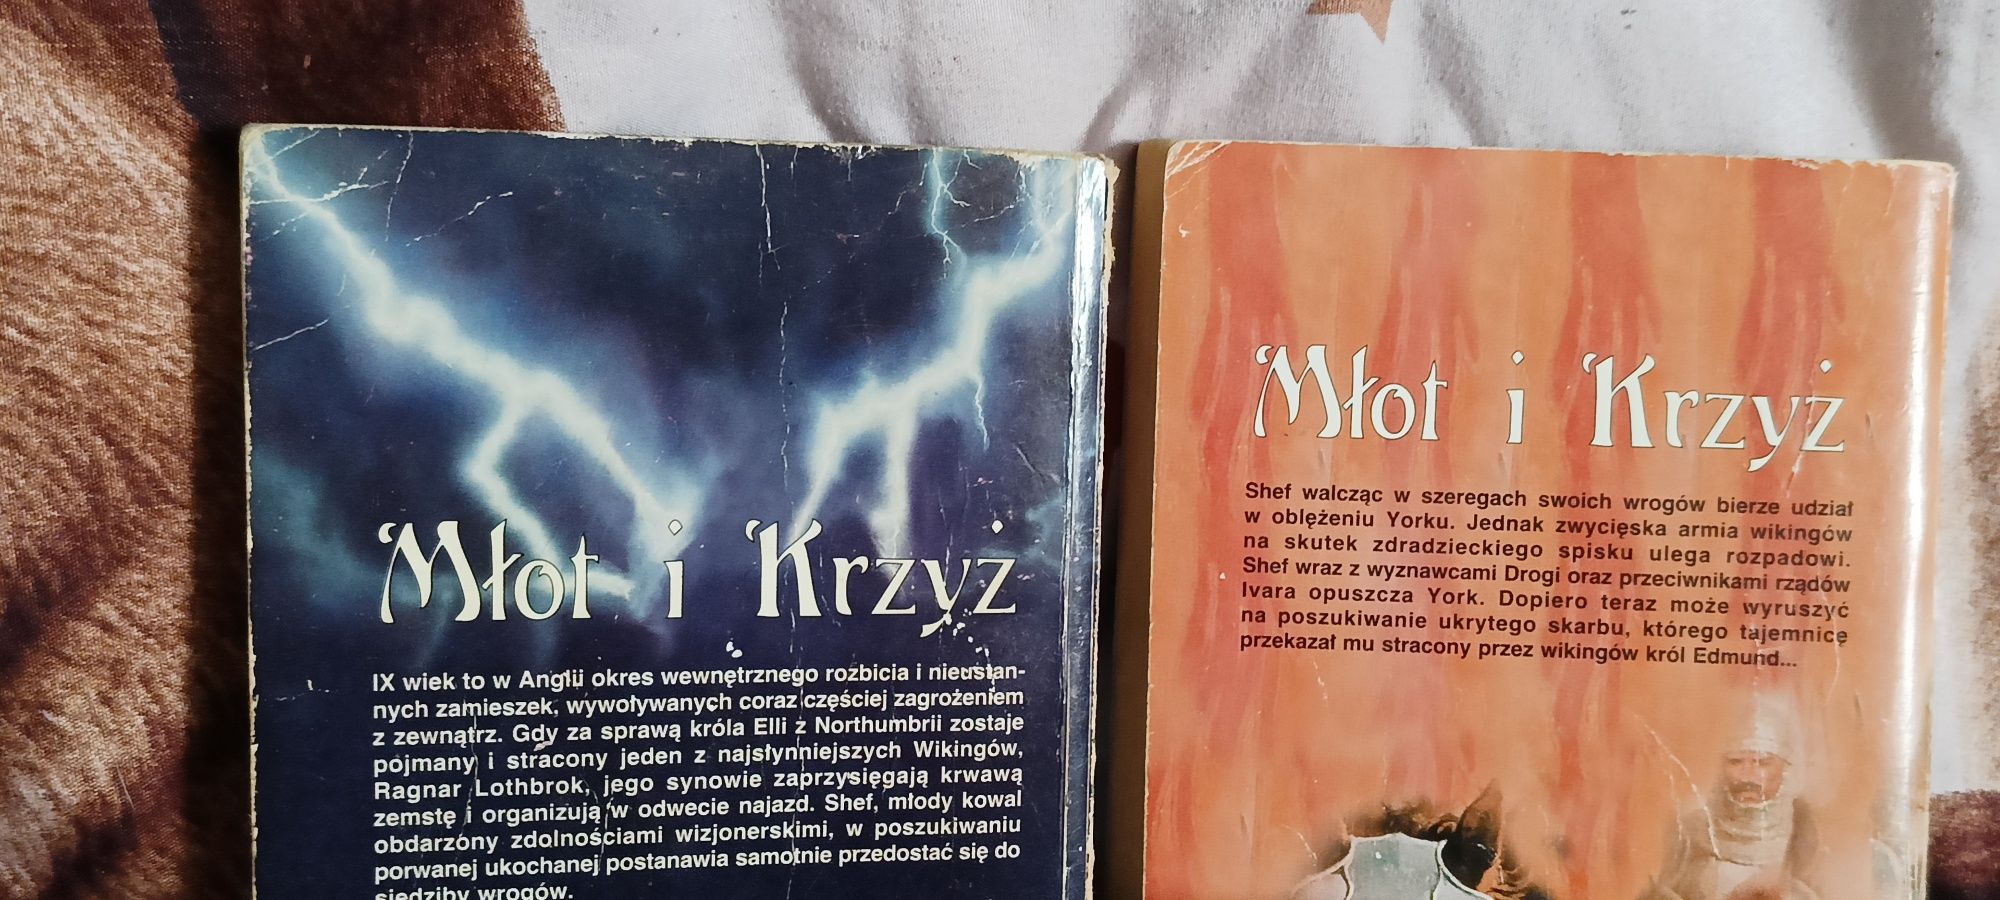 Młot i Krzyż
IX wiek to w Anglii okres wewnętrznego rozbicia i nieustan-
nych zamieszek, wywoływanych coraz częściej zagrożeniem
z zewnątrz. Gdy za sprawą króla Elli z Northumbrii zostaje
pojmany i stracony jeden z najsłynniejszych Wikingów,
Ragnar Lothbrok, jego synowie zaprzysięgają krwawą
zemstę i organizują w odwecie najazd. Shef, młody kowal
obdarzony zdolnościami wizjonerskimi, w poszukiwaniu
porwanej ukochanej postanawia samotnie przedostać się do
siedziby wrogów.
Młot i Krzyż
Shef walcząc w szeregach swoich wrogów bierze udział
w oblężeniu Yorku. Jednak zwycięska armia wikingów
na skutek zdradzieckiego spisku ulega rozpadowi.
Shef wraz z wyznawcami Drogi oraz przeciwnikami rządów
Ivara opuszcza York. Dopiero teraz może wyruszyć
na poszukiwanie ukrytego skarbu, którego tajemnicę
przekazał mu stracony przez wikingów król Edmund...